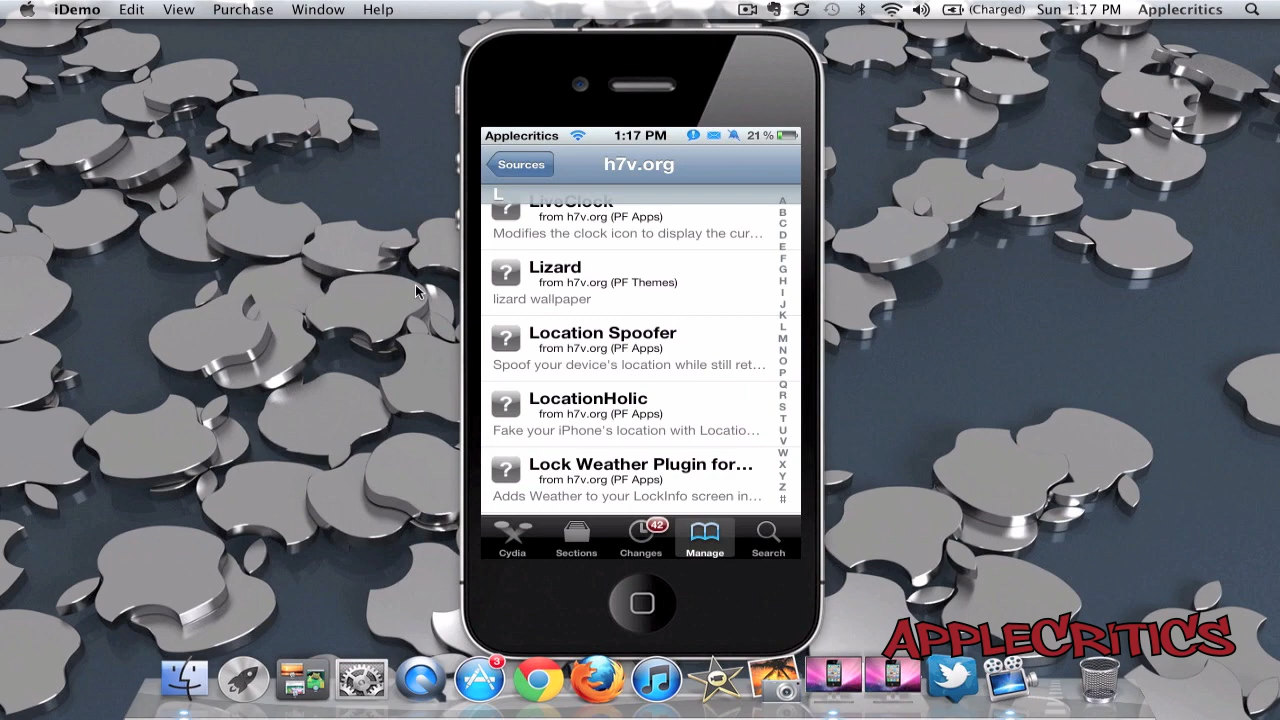 iDemo Edit View Purchase Window Help (Charged) Sun 1:17 PM Applecritics
Applecritics 1:17 PM 21 %
Sources h7v.org
L
LiveClock
from h7v.org (PF Apps)
Modifies the clock icon to display the cur…
Lizard
from h7v.org (PF Themes)
lizard wallpaper
Location Spoofer
from h7v.org (PF Apps)
Spoof your device's location while still ret…
LocationHolic
from h7v.org (PF Apps)
Fake your iPhone's location with Locatio…
Lock Weather Plugin for…
from h7v.org (PF Apps)
Adds Weather to your LockInfo screen in…
A
B
C
D
E
F
G
H
I
J
K
L
M
N
O
P
Q
R
S
T
U
V
W
X
Y
Z
#
42
Cydia Sections Changes Manage Search
APPLECRITICS
3